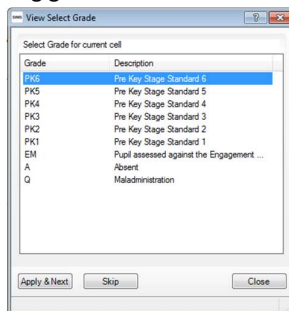 View Select Grade
Select Grade for current cell
Grade Description
PK6 Pre Key Stage Standard 6
PK5 Pre Key Stage Standard 5
PK4 Pre Key Stage Standard 4
PK3 Pre Key Stage Standard 3
PK2 Pre Key Stage Standard 2
PK1 Pre Key Stage Standard 1
EM Pupil assessed against the Engagement ...
A Absent
Q Maladministration
Apply & Next Skip Close